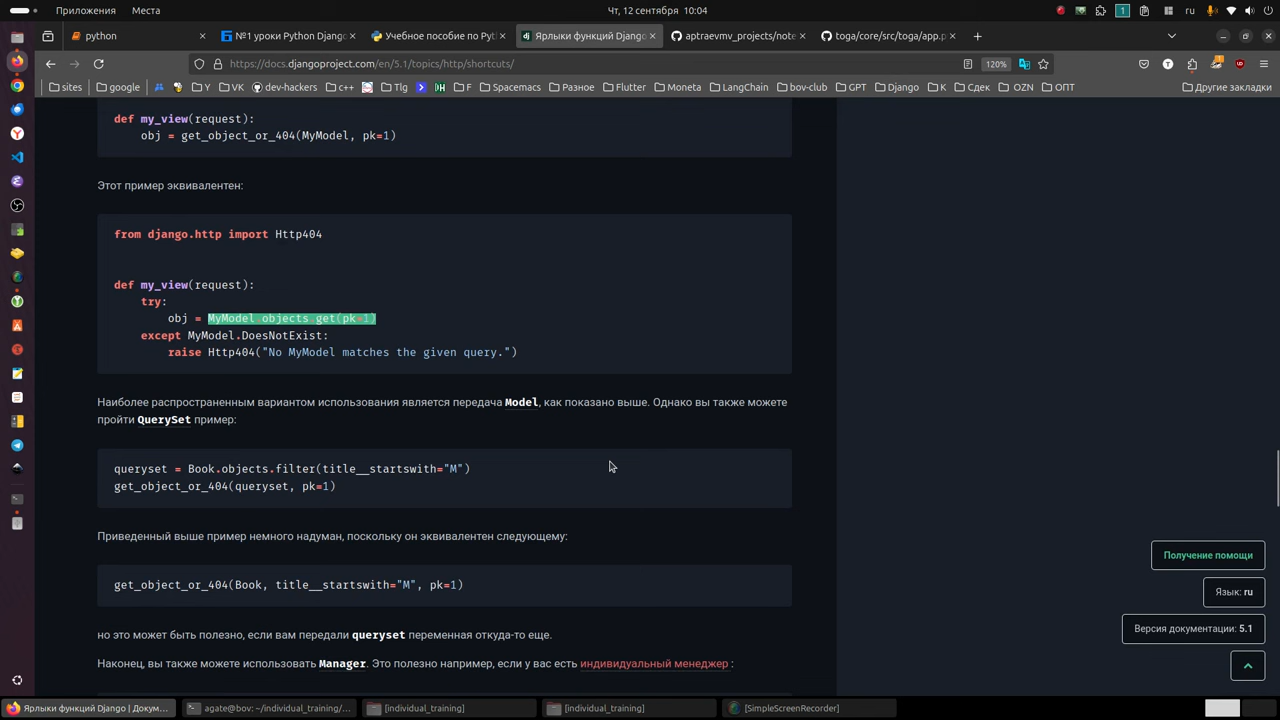 Приложения Места Чт, 12 сентября 10:04 1 ru
python №1 уроки Python Django Учебное пособие по Pyth Ярлыки функций Django aptraevmv_projects/note toga/core/src/toga/app.p
https://docs.djangoproject.com/en/5.1/topics/http/shortcuts/ 120%
sites google Y VK dev-hackers c++ Tlg F Spacemacs Разное Flutter Moneta LangChain bov-club GPT Django K Сдек OZN ОПТ Другие закладки
def my_view(request):
obj = get_object_or_404(MyModel, pk=1)
Этот пример эквивалентен:
from django.http import Http404
def my_view(request):
try:
obj = MyModel.objects.get(pk=1)
except MyModel.DoesNotExist:
raise Http404("No MyModel matches the given query.")
Наиболее распространенным вариантом использования является передача Model, как показано выше. Однако вы также можете
пройти QuerySet пример:
queryset = Book.objects.filter(title__startswith="M")
get_object_or_404(queryset, pk=1)
Приведенный выше пример немного надуман, поскольку он эквивалентен следующему:
get_object_or_404(Book, title__startswith="M", pk=1)
но это может быть полезно, если вам передали queryset переменная откуда-то еще.
Наконец, вы также можете использовать Manager. Это полезно например, если у вас есть индивидуальный менеджер :
Получение помощи
Язык: ru
Версия документации: 5.1
Ярлыки функций Django | Докум... agate@bov: ~/individual_training/... [individual_training] [individual_training] [SimpleScreenRecorder]